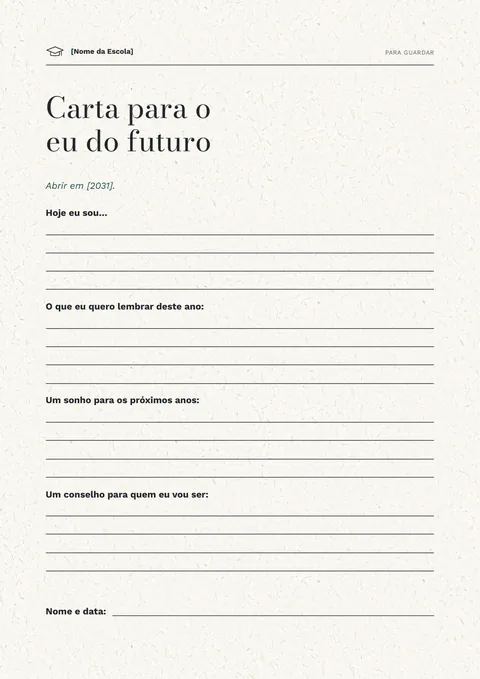 [Nome da Escola]
PARA GUARDAR
Carta para o
eu do futuro
Abrir em [2031].
Hoje eu sou...
O que eu quero lembrar deste ano:
Um sonho para os próximos anos:
Um conselho para quem eu vou ser:
Nome e data: